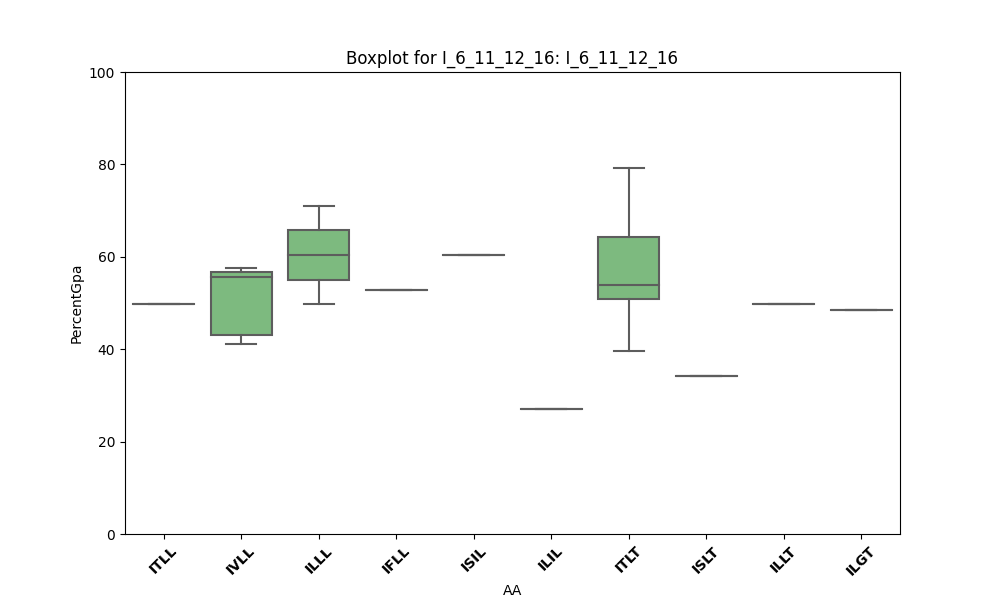 Boxplot for I_6_11_12_16: I_6_11_12_16
100
80
60
40
20
0
PercentGpa
ITLL
IVLL
ILLL
IFLL
ISIL
ILIL
ITLT
ISLT
ILLT
ILGT
AA